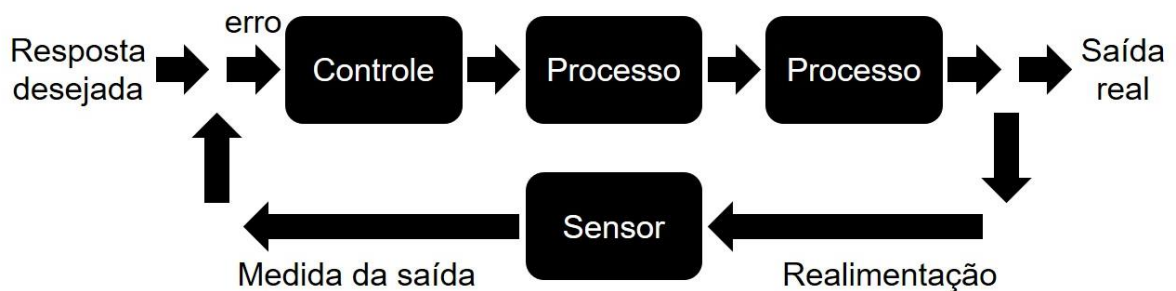 erro
Resposta
desejada
Controle
Processo
Processo
Saída
real
Sensor
Medida da saída
Realimentação